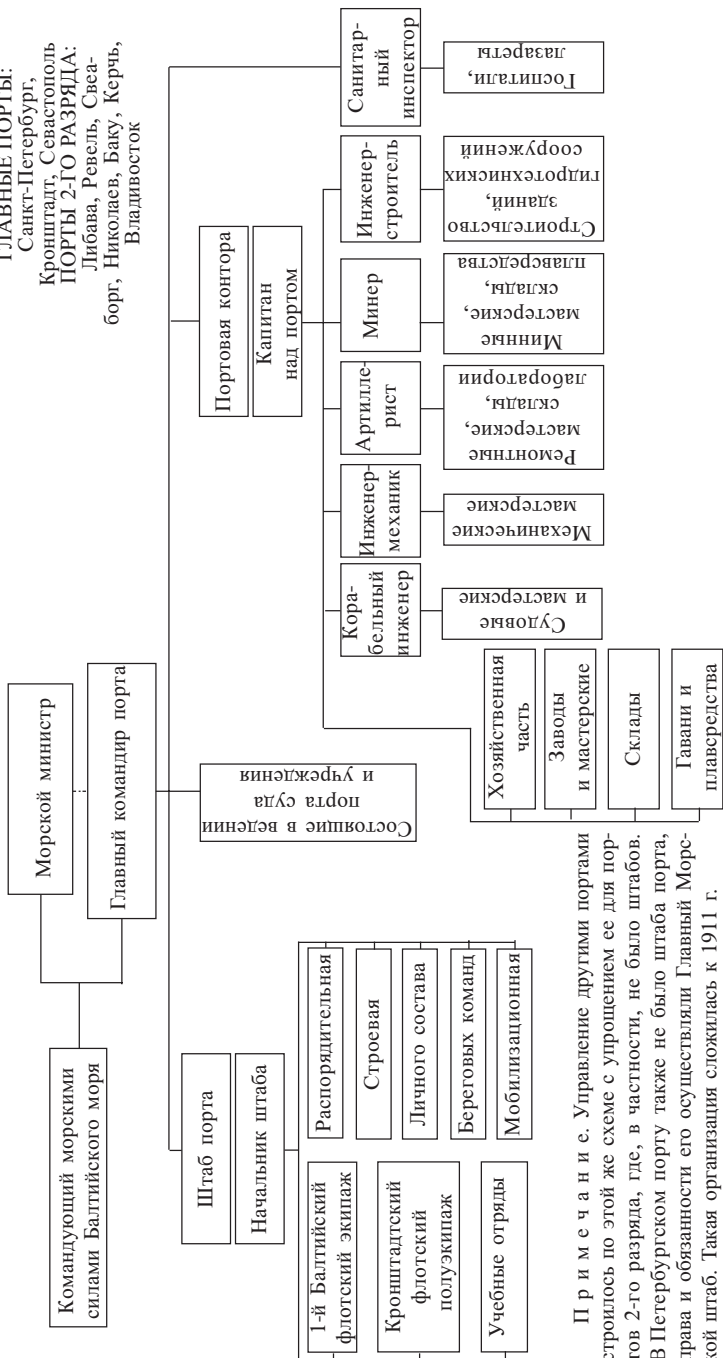 ГЛАВНЫЕ ПОРТЫ:
Санкт-Петербург,
Кронштадт, Севастополь
ПОРТЫ 2-ГО РАЗРЯДА:
Либава, Ревель, Свеа-
борг, Николаев, Баку, Керчь,
Владивосток
Морской министр
Командующий морскими
силами Балтийского моря
Главный командир порта
Штаб порта
Начальник штаба
Состоящие в ведении
порта суда
и учреждения
Портовая контора
Капитан
над портом
1-й Балтийский
флотский экипаж
Кронштадтский
флотский
полуэкипаж
Учебные отряды
Распорядительная
Строевая
Личного состава
Береговых команд
Мобилизационная
Кора-
бельный
инженер
Судовые
и мастерские
Инженер-
механик
Механические
мастерские
Артилле-
рист
Ремонтные
мастерские,
склады,
лаборатории
Минер
Минные
мастерские,
склады,
плавсредства
Инженер-
строитель
Строительство
зданий,
гидротехниских
сооружений
Санитар-
ный
инспектор
Госпитали,
лазареты
Хозяйственная
часть
Заводы
и мастерские
Склады
Гавани и
плавсредства
П р и м е ч а н и е. Управление другими портами
строилось по этой же схеме с упрощением ее для пор-
тов 2-го разряда, где, в частности, не было штабов.
В Петербургском порту также не было штаба порта,
права и обязанности его осуществляли Главный Морс-
кой штаб. Такая организация сложилась к 1911 г.